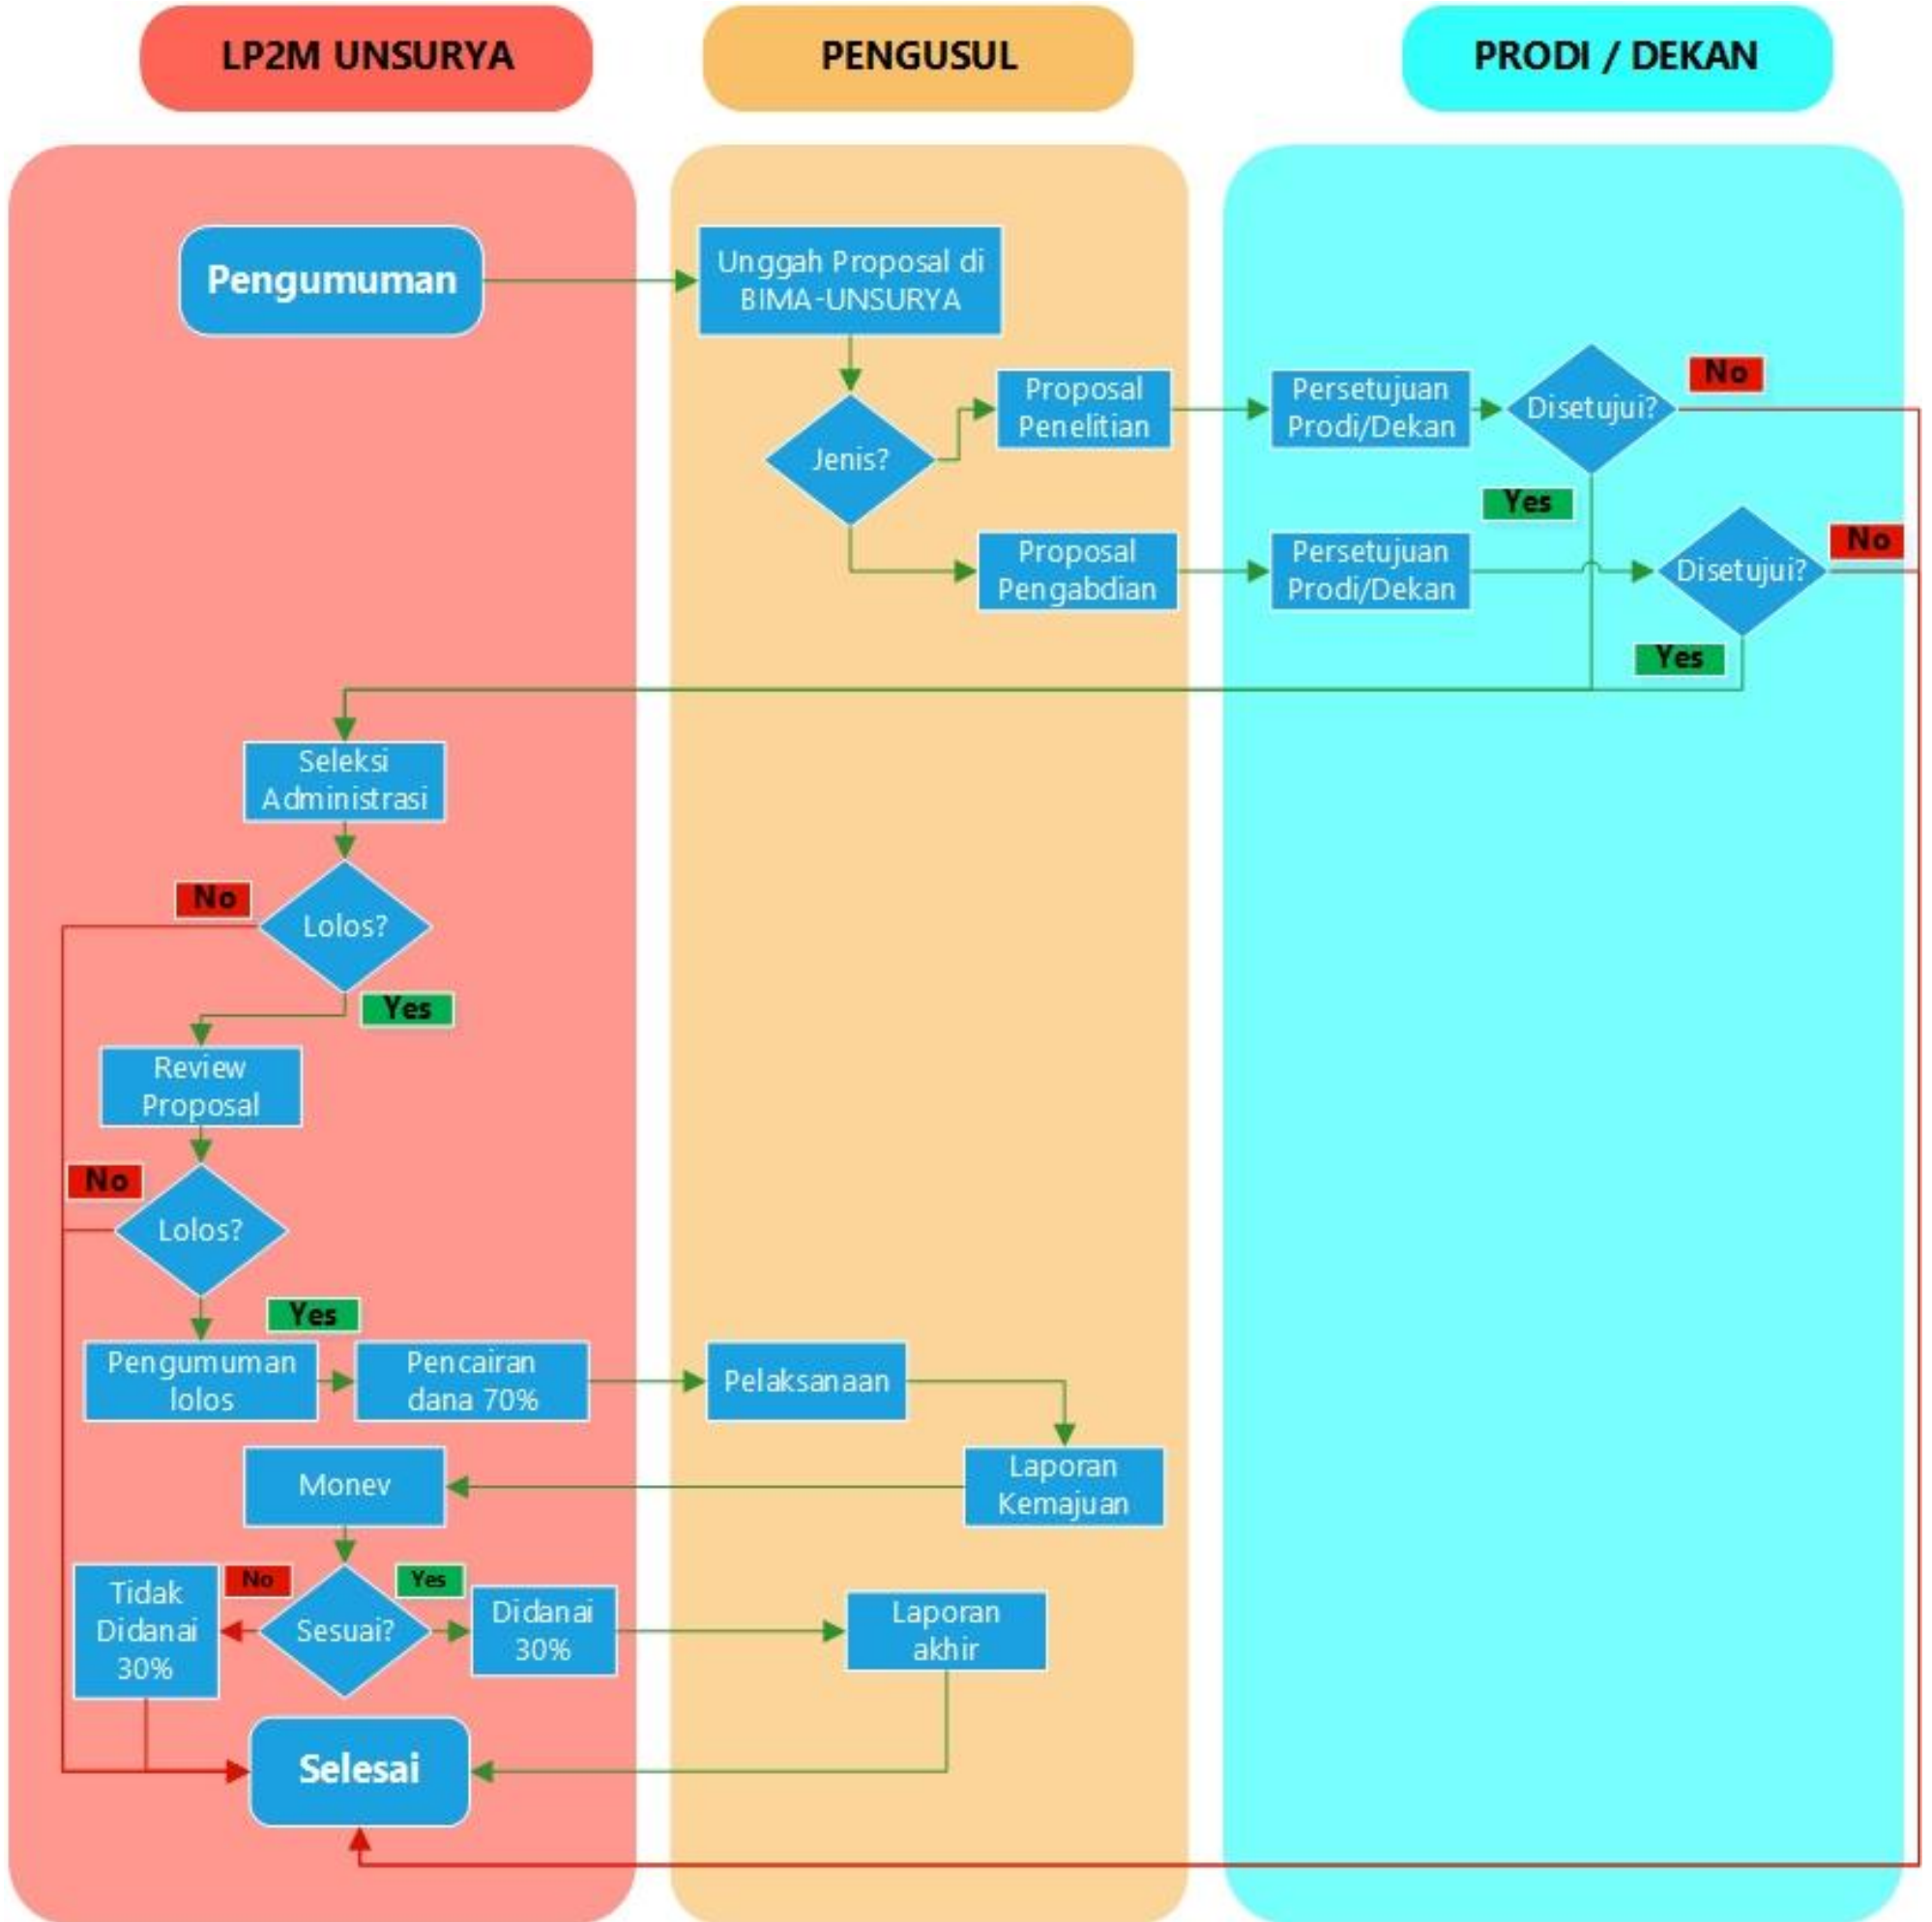 LP2M UNSURYA
PENGUSUL
PRODI / DEKAN
Pengumuman
Unggah Proposal di
BIMA-UNSURYA
Jenis?
Proposal
Penelitian
Persetujuan
Prodi/Dekan
Disetujui?
No
Yes
Proposal
Pengabdian
Persetujuan
Prodi/Dekan
Disetujui?
No
Yes
Seleksi
Administrasi
Lolos?
No
Yes
Review
Proposal
Lolos?
No
Yes
Pengumuman
lolos
Pencairan
dana 70%
Pelaksanaan
Laporan
Kemajuan
Monev
Sesuai?
No
Yes
Tidak
Didanai
30%
Didanai
30%
Laporan
akhir
Selesai